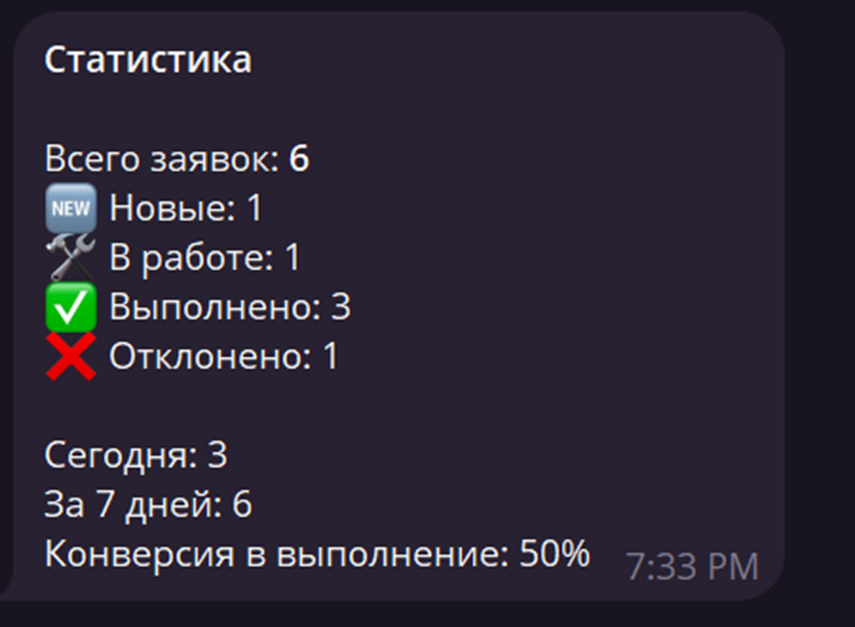 Статистика
Всего заявок: 6
🆕 Новые: 1
🛠 В работе: 1
✅ Выполнено: 3
❌ Отклонено: 1
Сегодня: 3
За 7 дней: 6
Конверсия в выполнение: 50%
7:33 PM